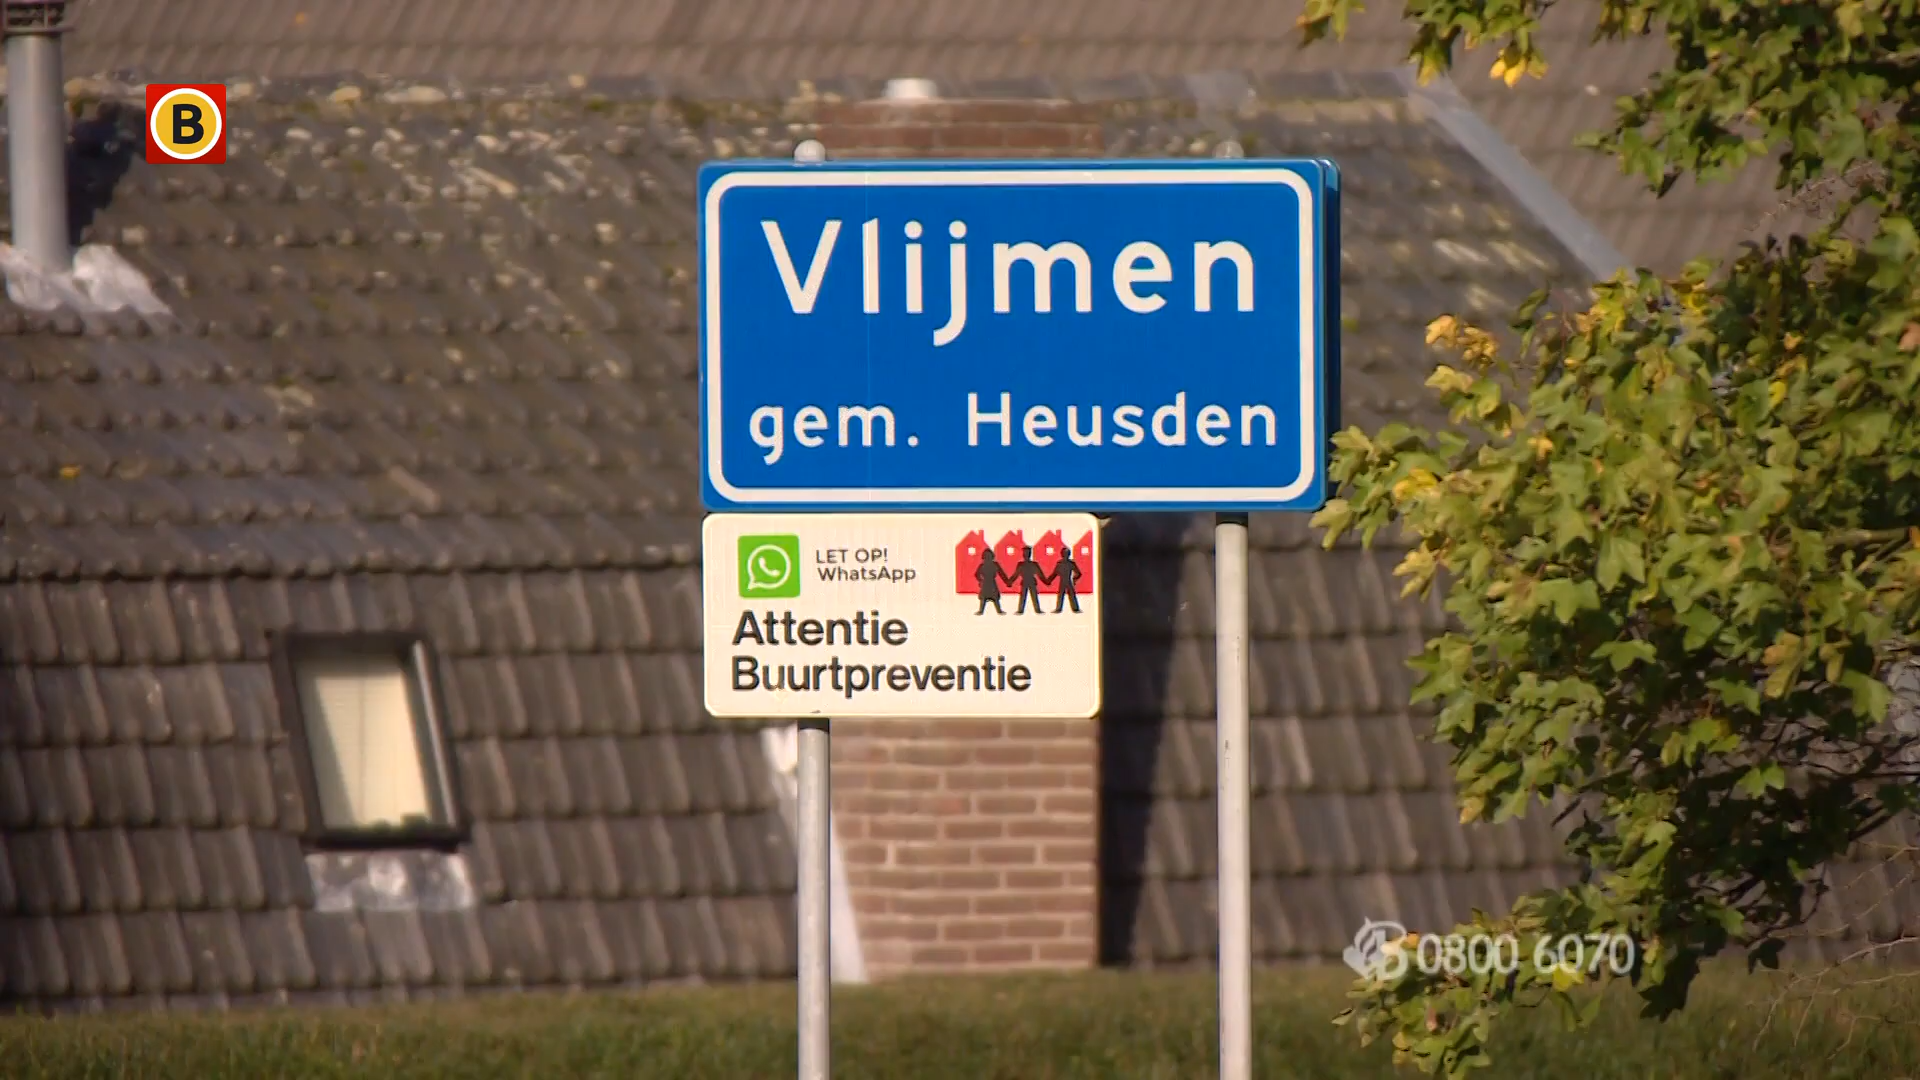 B
Vlijmen
gem. Heusden
LET OP!
WhatsApp
Attentie
Buurtpreventie
0800 6070